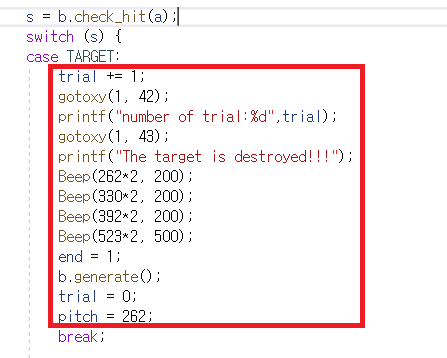 s = b.check_hit(a);
switch (s) {
case TARGET:
trial += 1;
gotoxy(1, 42);
printf("number of trial:%d",trial);
gotoxy(1, 43);
printf("The target is destroyed!!!");
Beep(262*2, 200);
Beep(330*2, 200);
Beep(392*2, 200);
Beep(523*2, 500);
end = 1;
b.generate();
trial = 0;
pitch = 262;
break;